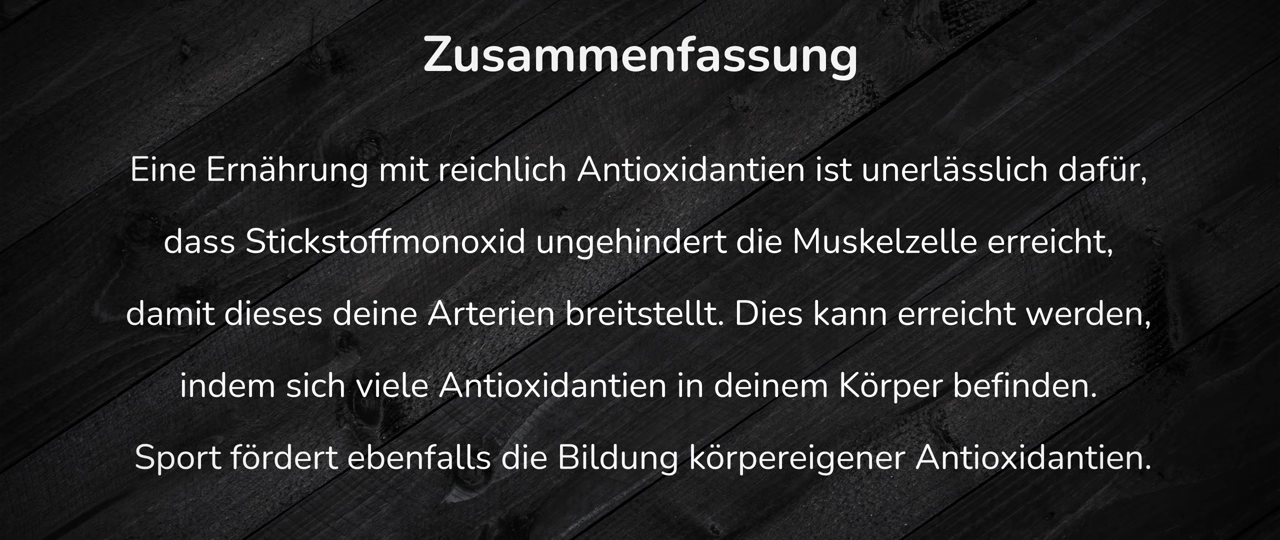 Zusammenfassung
Eine Ernährung mit reichlich Antioxidantien ist unerlässlich dafür,
dass Stickstoffmonoxid ungehindert die Muskelzelle erreicht,
damit dieses deine Arterien breitstellt. Dies kann erreicht werden,
indem sich viele Antioxidantien in deinem Körper befinden.
Sport fördert ebenfalls die Bildung körpereigener Antioxidantien.